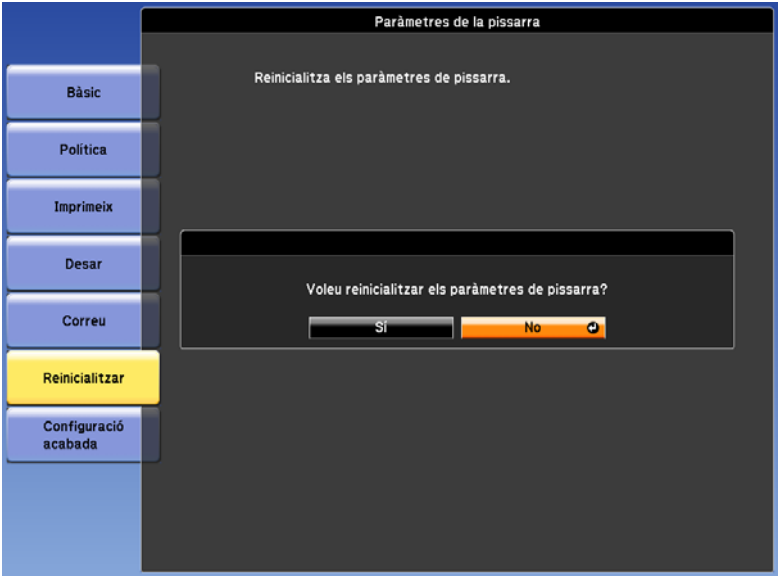 Paràmetres de la pissarra
Reinicialitza els paràmetres de pissarra.
Bàsic
Política
Imprimeix
Desar
Correu
Reinicialitzar
Configuració
acabada
Voleu reinicialitzar els paràmetres de pissarra?
Sí
No